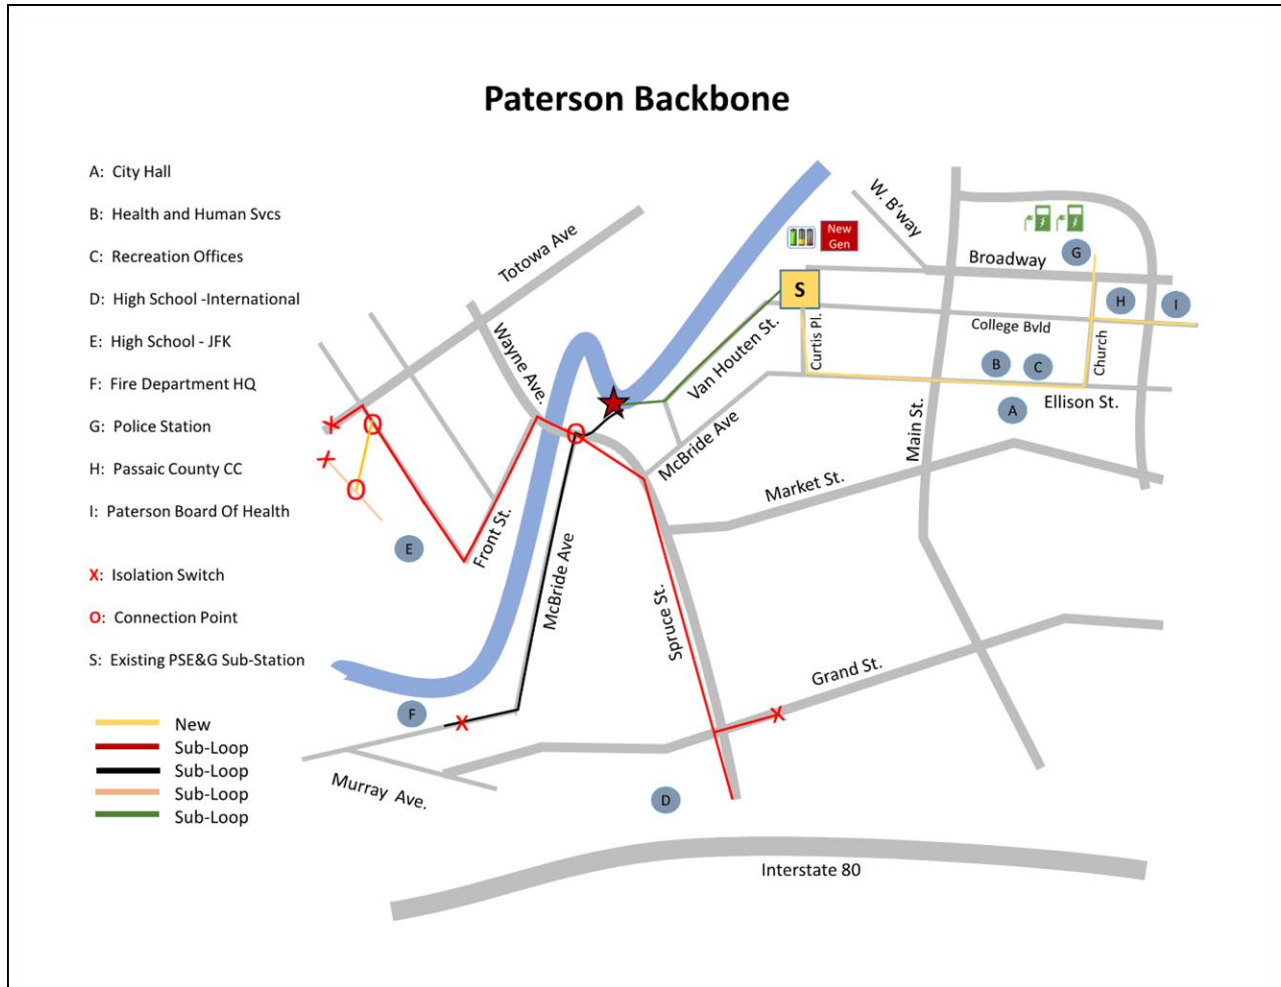 Paterson Backbone
A: City Hall
B: Health and Human Svcs
C: Recreation Offices
D: High School -International
E: High School - JFK
F: Fire Department HQ
G: Police Station
H: Passaic County CC
I: Paterson Board Of Health
X: Isolation Switch
O: Connection Point
S: Existing PSE&G Sub-Station
New
Sub-Loop
Sub-Loop
Sub-Loop
Sub-Loop
Totowa Ave
Wayne Ave.
W. B'way
New
Gen
S
Broadway
G
H
I
College Bvld
Curtis Pl.
Van Houten St.
Church
B
C
A
Ellison St.
McBride Ave
Main St.
Market St.
X
O
O
X
O
E
Front St.
McBride Ave
Spruce St.
Grand St.
X
F
X
Murray Ave.
D
Interstate 80